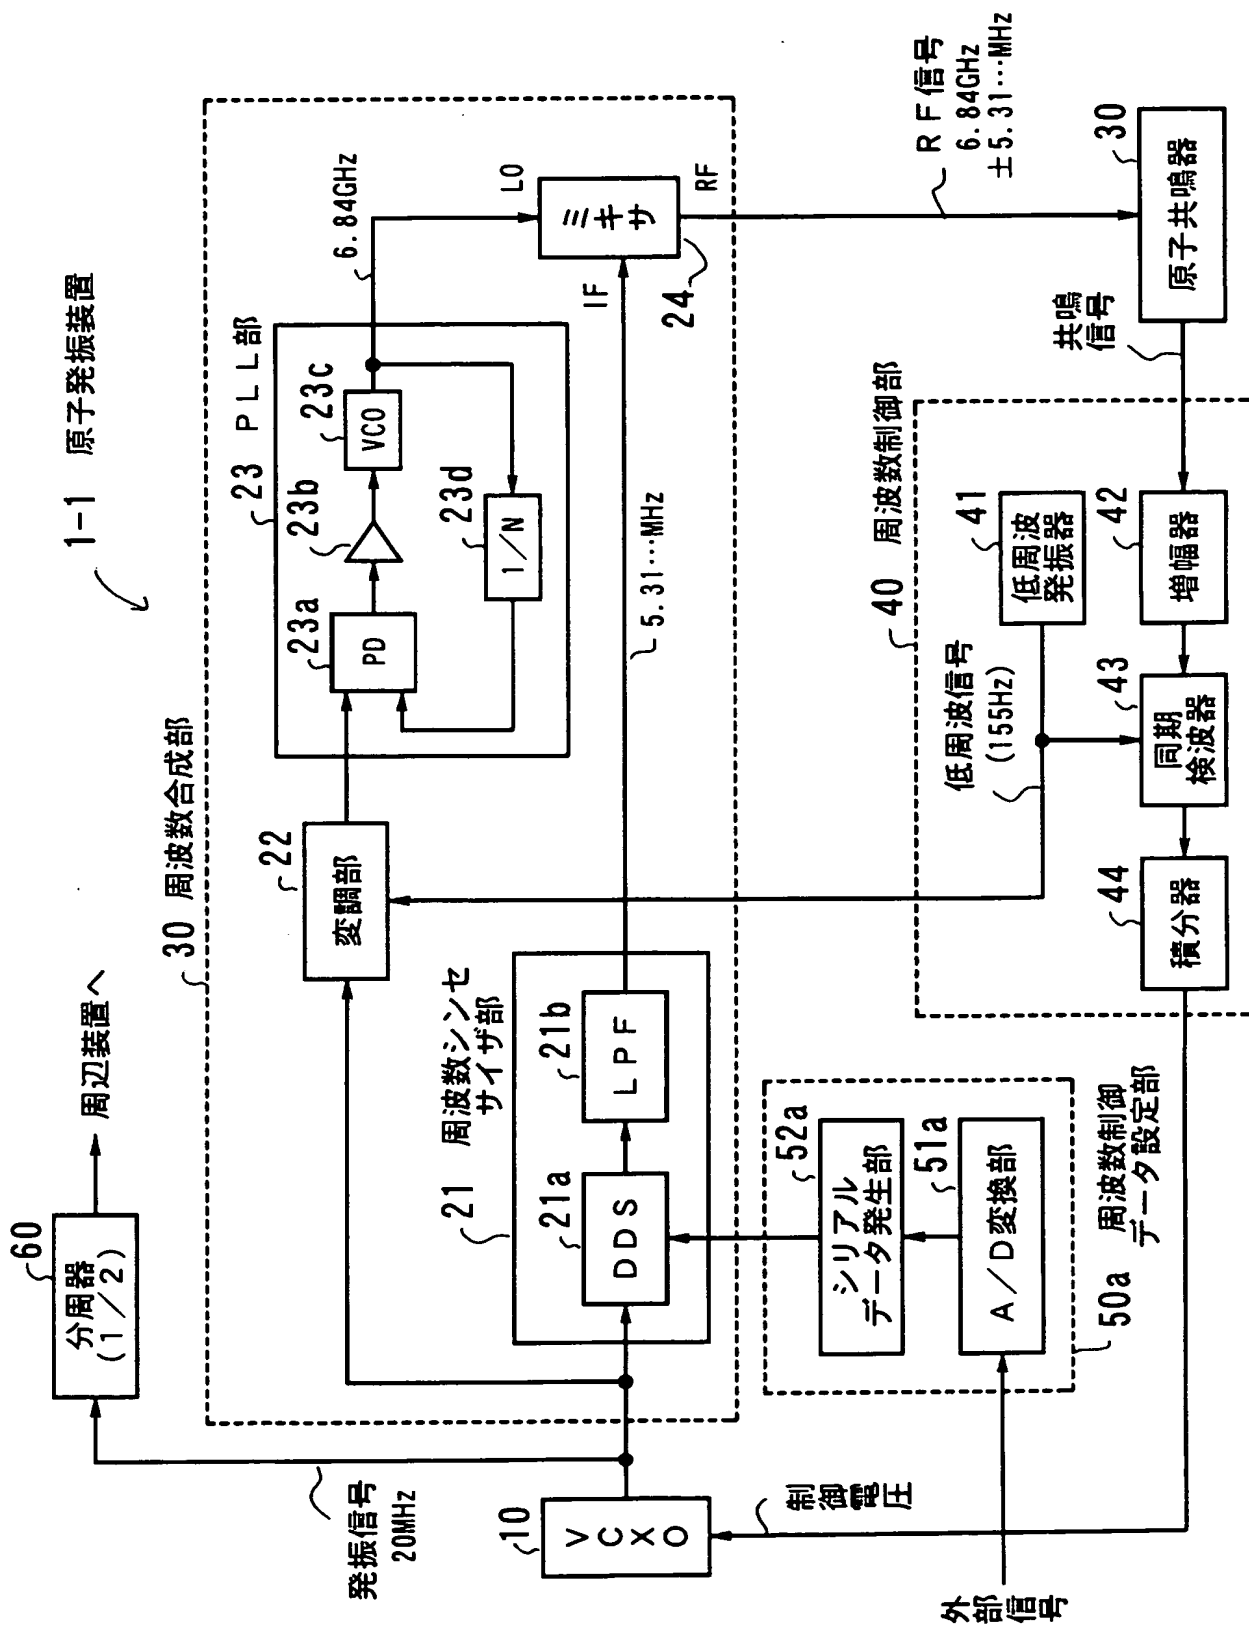 1-1 原子発振装置
60
分周器
(1/2)
周辺装置へ
発振信号
20MHz
10
VCXO
30 周波数合成部
22
変調部
23 PLL部
23a
PD
23b
23c
VCO
23d
1/N
6.84GHz
LO
ミキサ
IF
RF
24
21
周波数シンセ
サイザ部
21a
DDS
21b
LPF
5.31…MHz
RF信号
6.84GHz
±5.31…MHz
30
原子共鳴器
共鳴
信号
40 周波数制御部
41
低周波
発振器
低周波信号
(155Hz)
42
増幅器
43
同期
検波器
44
積分器
52a
シリアル
データ発生部
51a
A/D変換部
50a
周波数制御
データ設定部
制御電圧
外部
信号